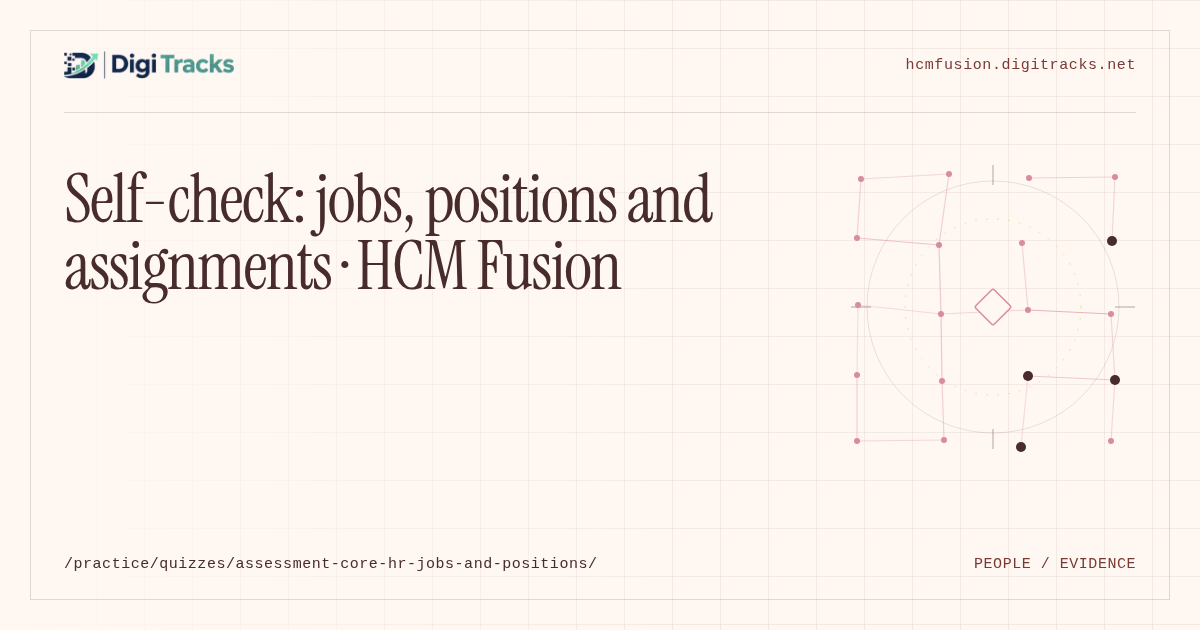 Digi Tracks
hcmfusion.digitracks.net
Self-check: jobs, positions and
assignments · HCM Fusion
/practice/quizzes/assessment-core-hr-jobs-and-positions/
PEOPLE / EVIDENCE